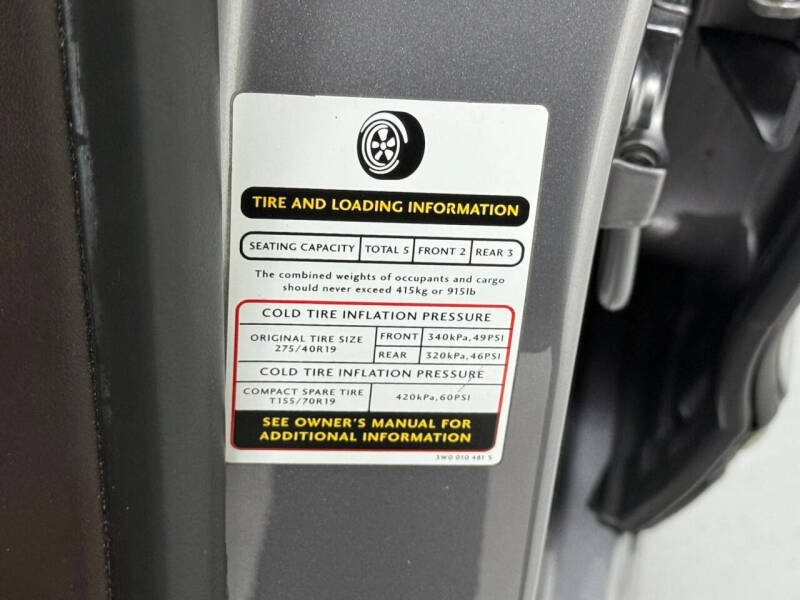 TIRE AND LOADING INFORMATION
SEATING CAPACITY TOTAL 5 FRONT 2 REAR 3
The combined weights of occupants and cargo
should never exceed 415kg or 915lb
COLD TIRE INFLATION PRESSURE
ORIGINAL TIRE SIZE
275/40R19
FRONT 340kPa,49PSI
REAR 320kPa,46PSI
COLD TIRE INFLATION PRESSURE
COMPACT SPARE TIRE
T155/70R19
420kPa,60PSI
SEE OWNER'S MANUAL FOR
ADDITIONAL INFORMATION
3W0 010 481 S